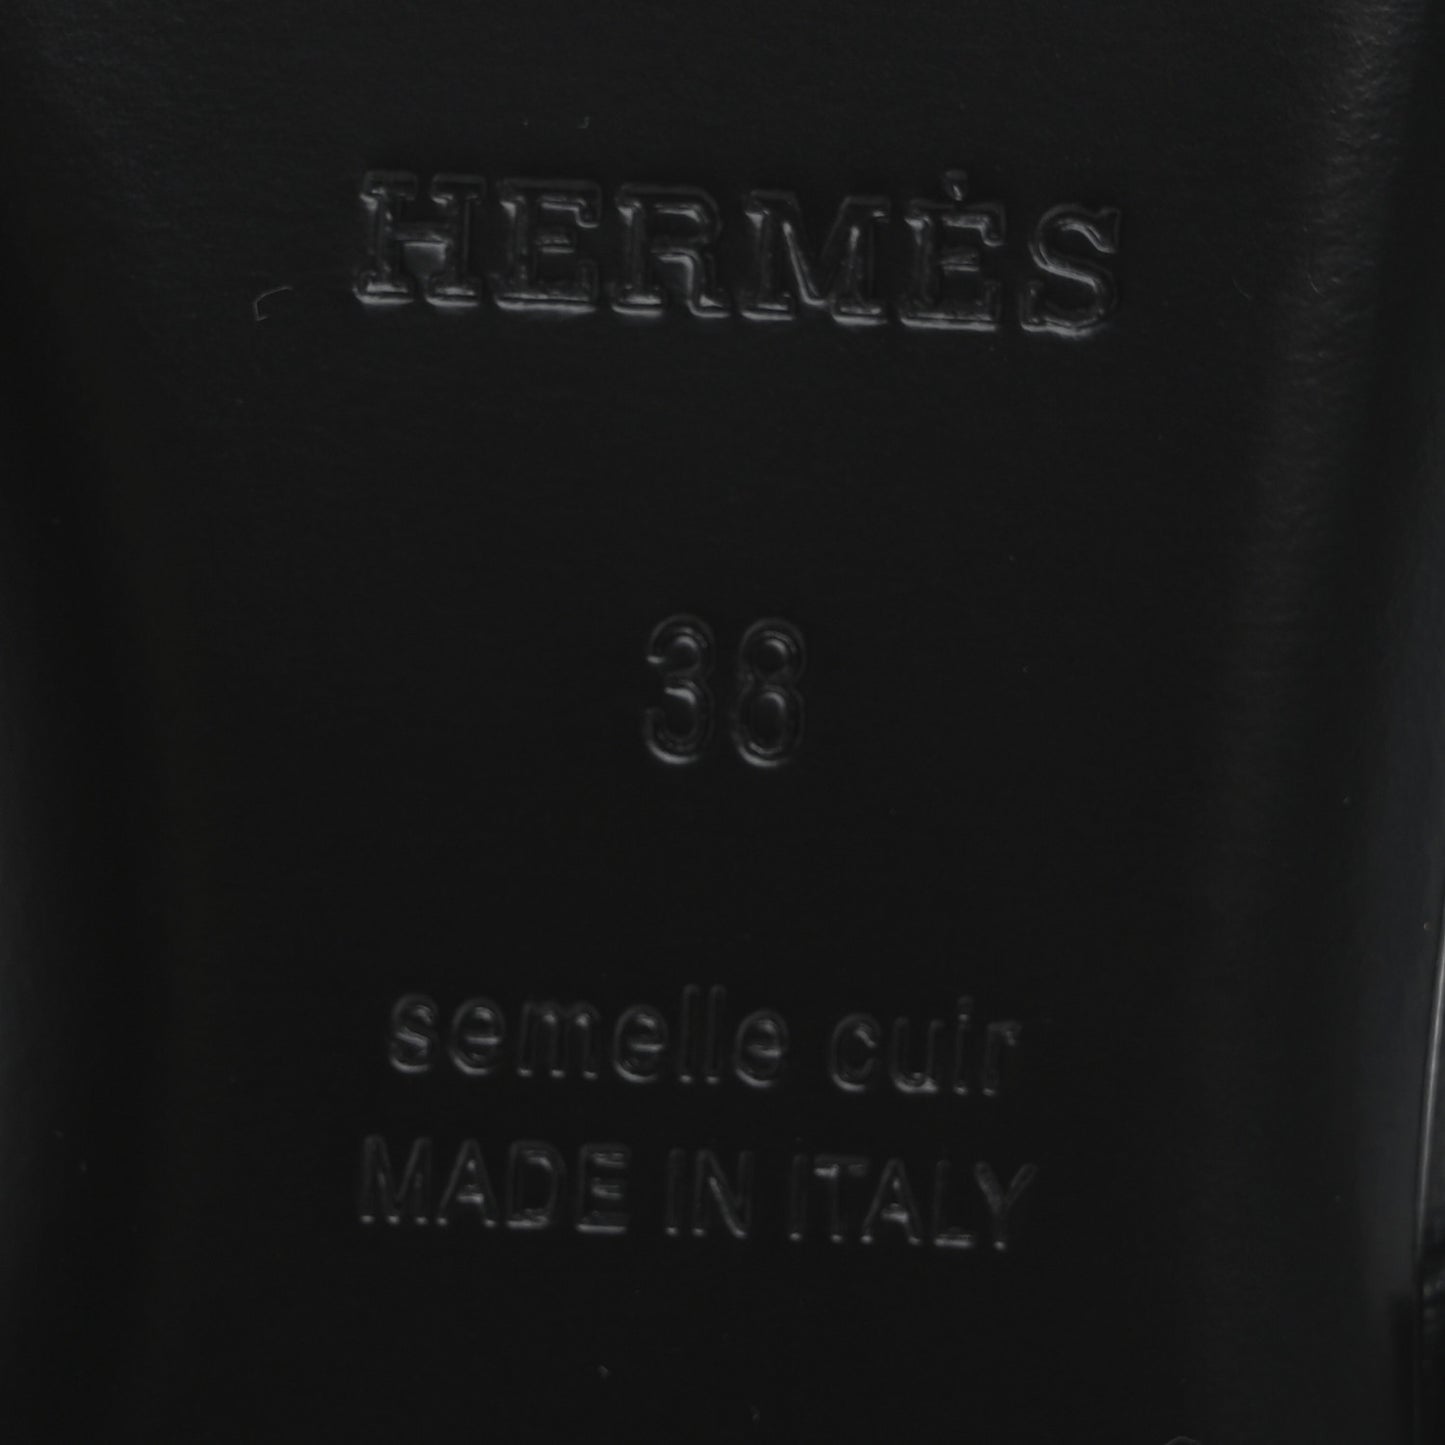 HERMÈS
38
semelle cuir
MADE IN ITALY